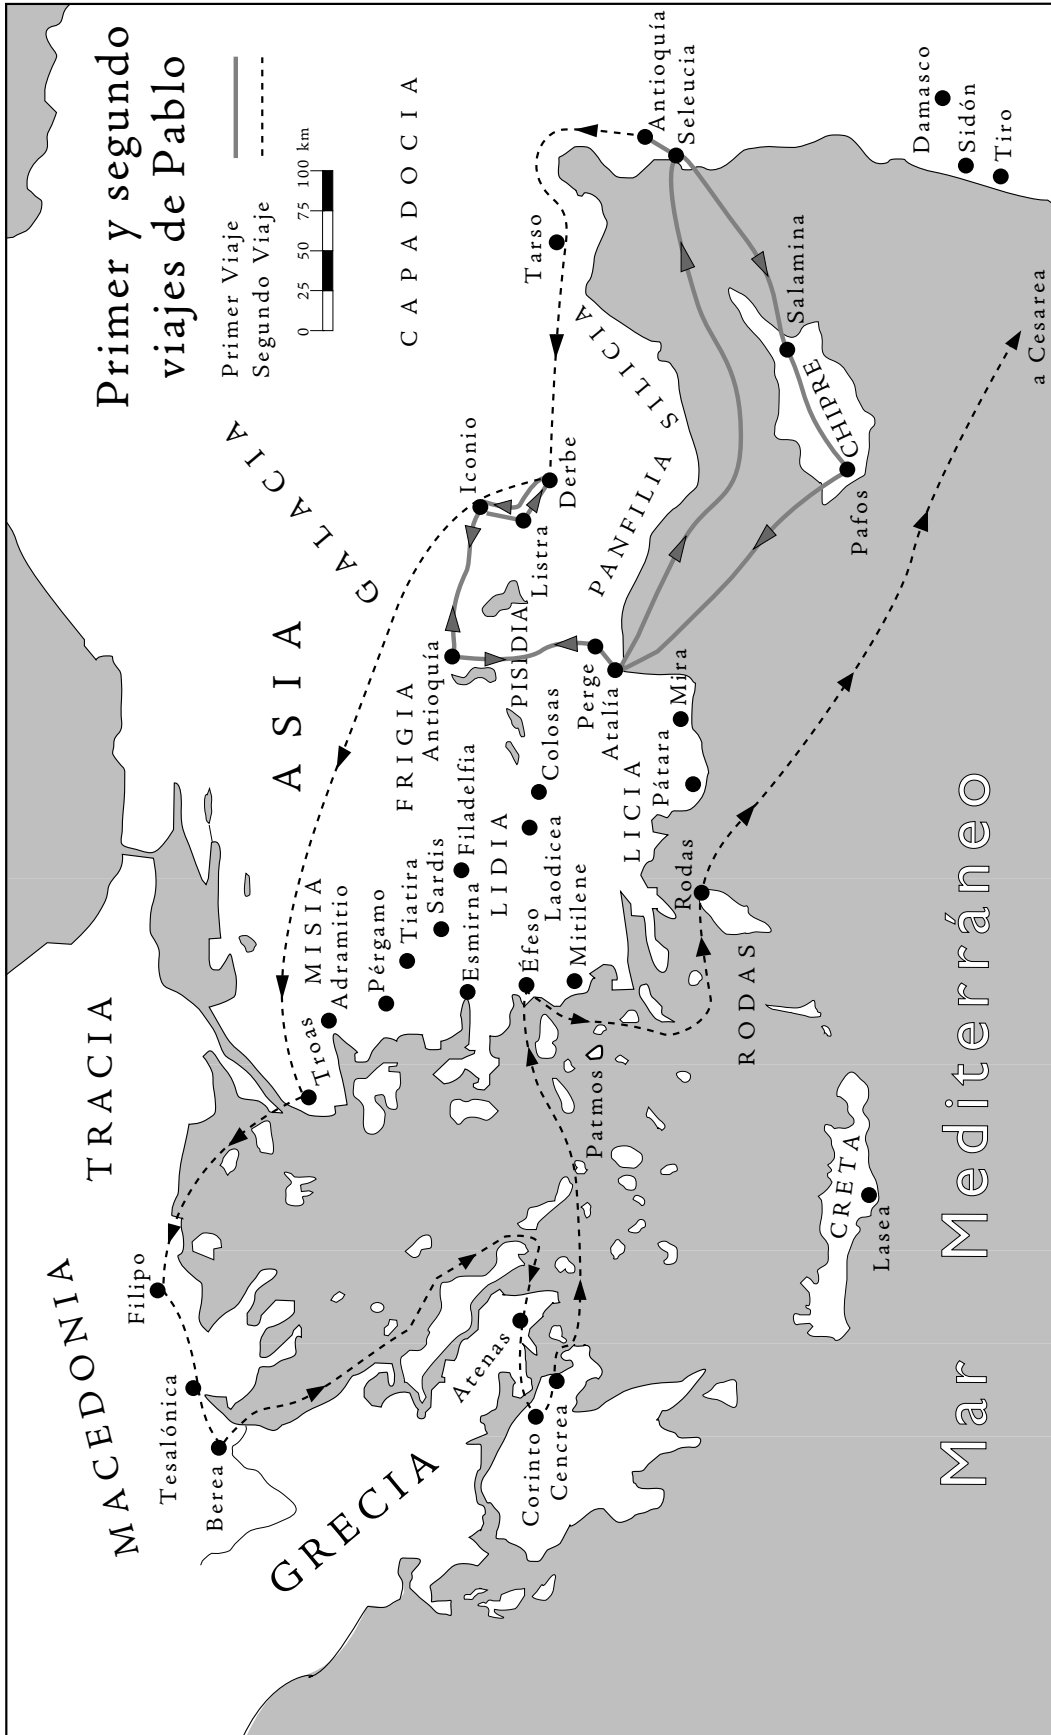 Primer y segundo
viajes de Pablo
Primer Viaje
Segundo Viaje
0 25 50 75 100 km
MACEDONIA
TRACIA
ASIA
GALACIA
CAPADOCIA
GRECIA
MISIA
FRIGIA
LIDIA
PISIDIA
LICIA
PANFILIA
SILICIA
Filipo
Tesalónica
Berea
Atenas
Corinto
Cencrea
Troas
Adramitio
Pérgamo
Tiatira
Sardis
Filadelfia
Esmirna
Éfeso
Laodicea
Colosas
Mitilene
Patmos
Antioquía
Iconio
Listra
Derbe
Tarso
Perge
Atalía
Mira
Pátara
Rodas
RODAS
Antioquía
Seleucia
Damasco
Sidón
Tiro
Salamina
CHIPRE
Pafos
CRETA
Lasea
a Cesarea
Mar Mediterráneo